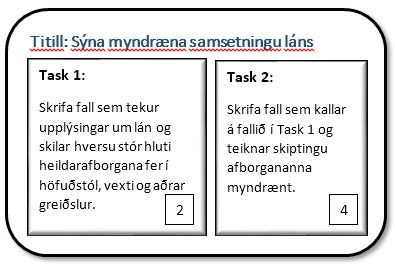 Titill: Sýna myndræna samsetningu láns
Task 1:
Skrifa fall sem tekur
upplýsingar um lán og
skilar hversu stór hluti
heildarafborgana fer í
höfuðstól, vexti og aðrar
greiðslur.
2
Task 2:
Skrifa fall sem kallar
á fallið í Task 1 og
teiknar skiptingu
afborgananna
myndrænt.
4